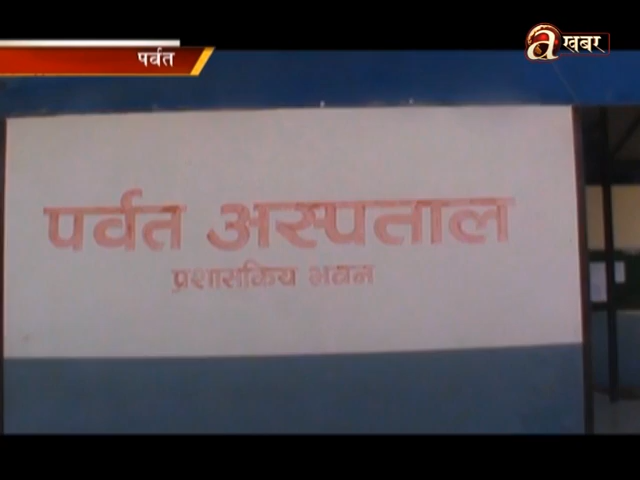 पर्वत
a खबर
पर्वत अस्पताल
प्रशासकिय भवन